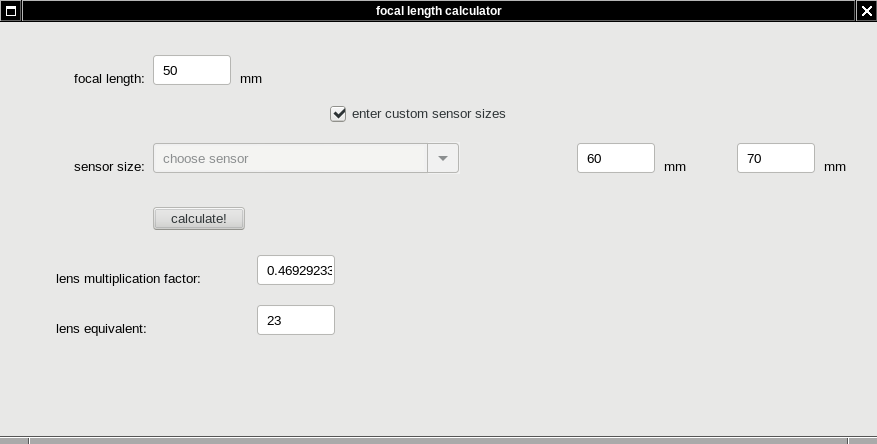 focal length calculator
focal length: 50 mm
enter custom sensor sizes
sensor size: choose sensor 60 mm 70 mm
calculate!
lens multiplication factor: 0.46929233
lens equivalent: 23